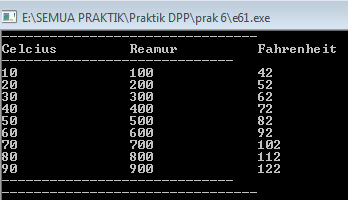 E:\SEMUA PRAKTIK\Praktik DPP\prak 6\e61.exe
--------------------------------
Celcius Reamur Fahrenheit
-----------------------------
10 100 42
20 200 52
30 300 62
40 400 72
50 500 82
60 600 92
70 700 102
80 800 112
90 900 122
-----------------------------
--------------------------------